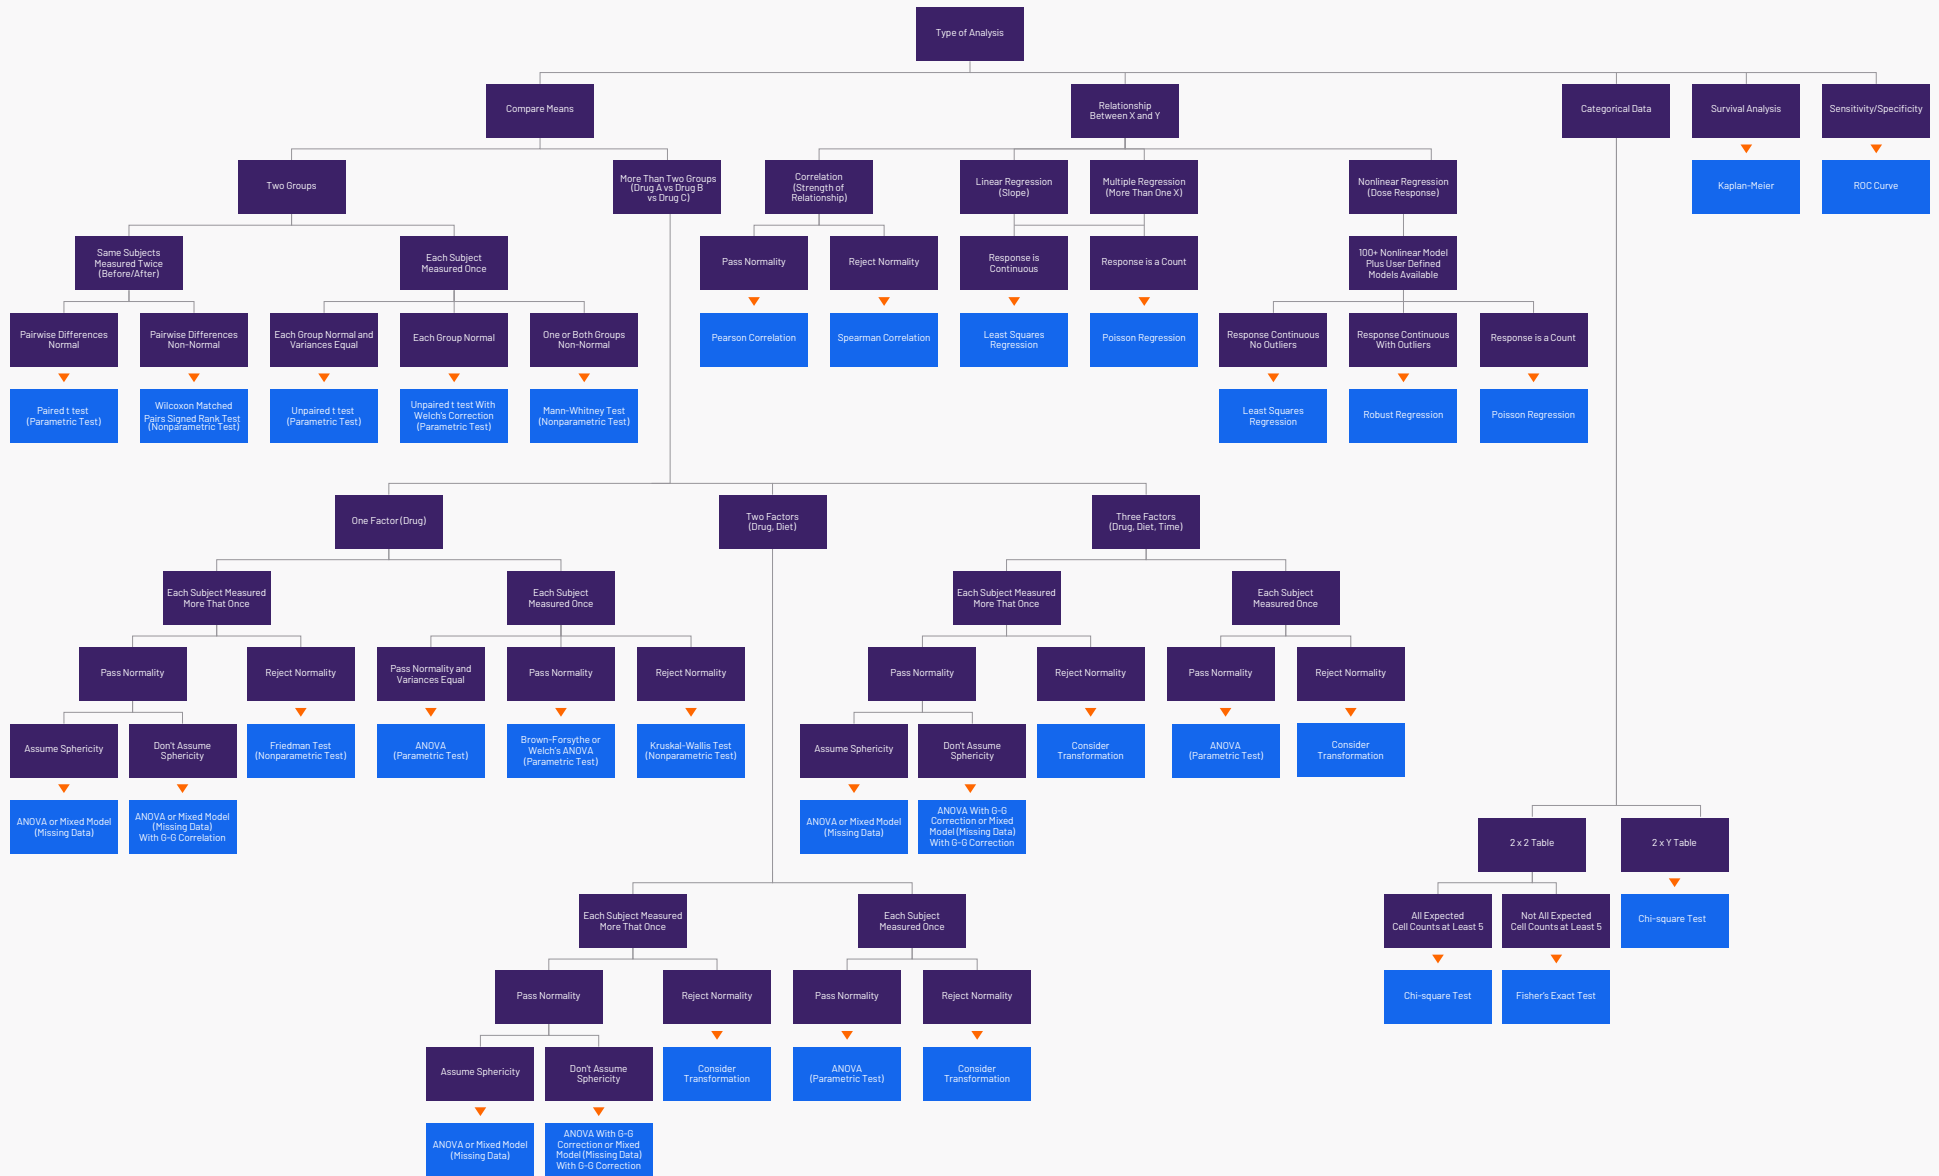 Type of Analysis
Compare Means
Relationship
Between X and Y
Categorical Data
Survival Analysis
Sensitivity/Specificity
Two Groups
More Than Two Groups
(Drug A vs Drug B
vs Drug C)
Correlation
(Strength of
Relationship)
Linear Regression
(Slope)
Multiple Regression
(More Than One X)
Nonlinear Regression
(Dose Response)
Kaplan-Meier
ROC Curve
Same Subjects
Measured Twice
(Before/After)
Each Subject
Measured Once
Pass Normality
Reject Normality
Response is
Continuous
Response is a Count
100+ Nonlinear Model
Plus User Defined
Models Available
Pairwise Differences
Normal
Pairwise Differences
Non-Normal
Each Group Normal and
Variances Equal
Each Group Normal
One or Both Groups
Non-Normal
Pearson Correlation
Spearman Correlation
Least Squares
Regression
Poisson Regression
Response Continuous
No Outliers
Response Continuous
With Outliers
Response is a Count
Paired t test
(Parametric Test)
Wilcoxon Matched
Pairs Signed Rank Test
(Nonparametric Test)
Unpaired t test
(Parametric Test)
Unpaired t test With
Welch's Correction
(Parametric Test)
Mann-Whitney Test
(Nonparametric Test)
Least Squares
Regression
Robust Regression
Poisson Regression
One Factor (Drug)
Two Factors
(Drug, Diet)
Three Factors
(Drug, Diet, Time)
Each Subject Measured
More That Once
Each Subject
Measured Once
Each Subject Measured
More That Once
Each Subject
Measured Once
Pass Normality
Reject Normality
Pass Normality and
Variances Equal
Pass Normality
Reject Normality
Pass Normality
Reject Normality
Pass Normality
Reject Normality
Assume Sphericity
Don't Assume
Sphericity
Friedman Test
(Nonparametric Test)
ANOVA
(Parametric Test)
Brown-Forsythe or
Welch's ANOVA
(Parametric Test)
Kruskal-Wallis Test
(Nonparametric Test)
Assume Sphericity
Don't Assume
Sphericity
Consider
Transformation
ANOVA
(Parametric Test)
Consider
Transformation
ANOVA or Mixed Model
(Missing Data)
ANOVA or Mixed Model
(Missing Data)
With G-G Correlation
ANOVA or Mixed Model
(Missing Data)
ANOVA With G-G
Correction or Mixed
Model (Missing Data)
With G-G Correction
2 x 2 Table
2 x Y Table
Each Subject Measured
More That Once
Each Subject
Measured Once
All Expected
Cell Counts at Least 5
Not All Expected
Cell Counts at Least 5
Chi-square Test
Pass Normality
Reject Normality
Pass Normality
Reject Normality
Chi-square Test
Fisher's Exact Test
Assume Sphericity
Don't Assume
Sphericity
Consider
Transformation
ANOVA
(Parametric Test)
Consider
Transformation
ANOVA or Mixed Model
(Missing Data)
ANOVA With G-G
Correction or Mixed
Model (Missing Data)
With G-G Correction